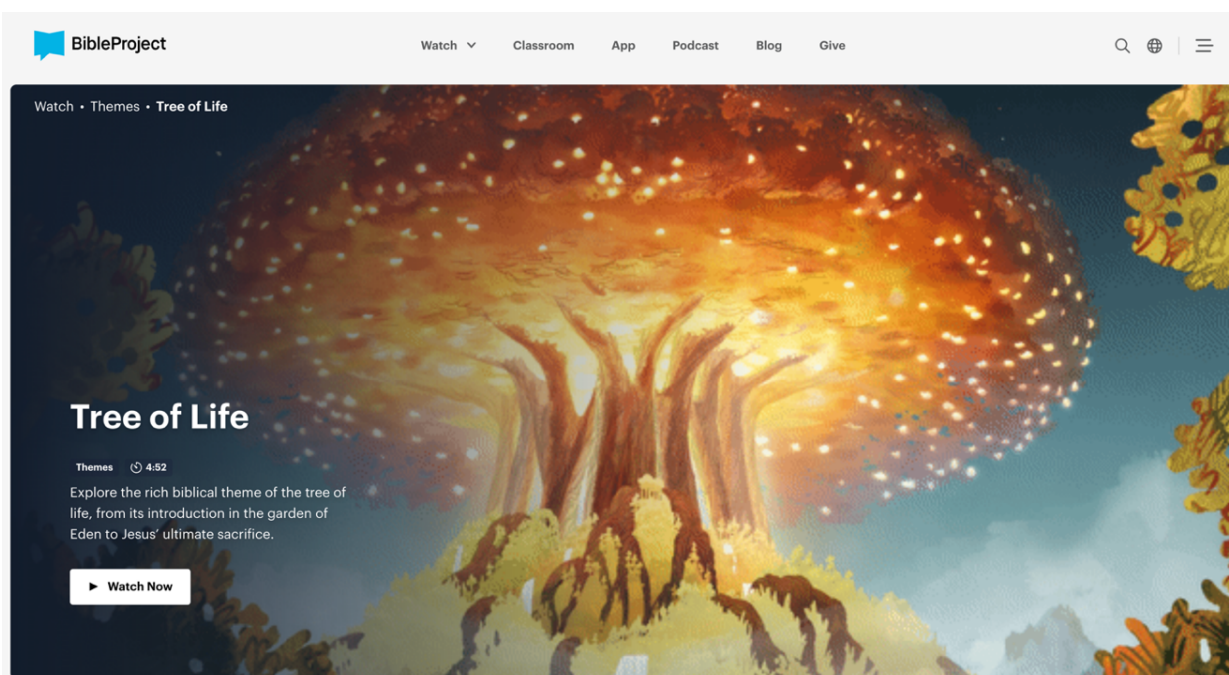 BibleProject
Watch Classroom App Podcast Blog Give
Watch • Themes • Tree of Life
Tree of Life
Themes 4:52
Explore the rich biblical theme of the tree of
life, from its introduction in the garden of
Eden to Jesus’ ultimate sacrifice.
Watch Now